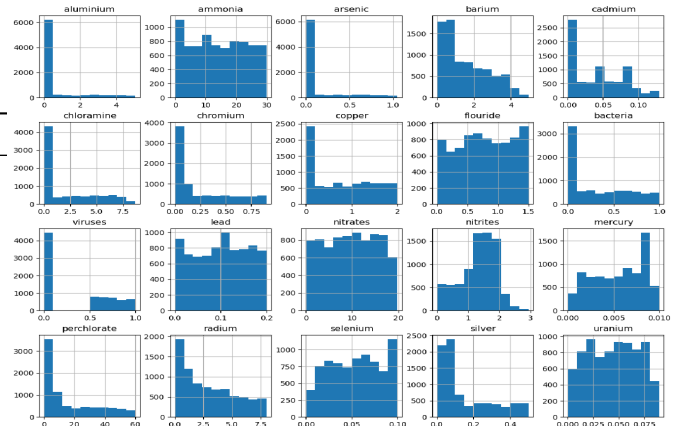 aluminium ammonia arsenic barium cadmium
6000 4000 2000 0
1000 800 600 400 200 0
6000 4000 2000 0
1500 1000 500 0
2500 2000 1500 1000 500 0
0 2 4 0 10 20 30 0.0 0.5 1.0 0 2 4 0.00 0.05 0.10
chloramine chromium copper flouride bacteria
4000 3000 2000 1000 0
4000 3000 2000 1000 0
2500 2000 1500 1000 500 0
1000 800 600 400 200 0
3000 2000 1000 0
0.0 2.5 5.0 7.5 0.00 0.25 0.50 0.75 0 1 2 0.0 0.5 1.0 1.5 0.0 0.5 1.0
viruses lead nitrates nitrites mercury
4000 3000 2000 1000 0
1000 800 600 400 200 0
800 600 400 200 0
1500 1000 500 0
1500 1000 500 0
0.0 0.5 1.0 0.0 0.1 0.2 0 10 20 0 1 2 3 0.000 0.005 0.010
perchlorate radium selenium silver uranium
3000 2000 1000 0
2000 1500 1000 500 0
1000 750 500 250 0
2500 2000 1500 1000 500 0
1000 800 600 400 200 0
0 20 40 60 0.0 2.5 5.0 7.5 0.00 0.05 0.10 0.0 0.2 0.4 0.00 0.025 0.050 0.075